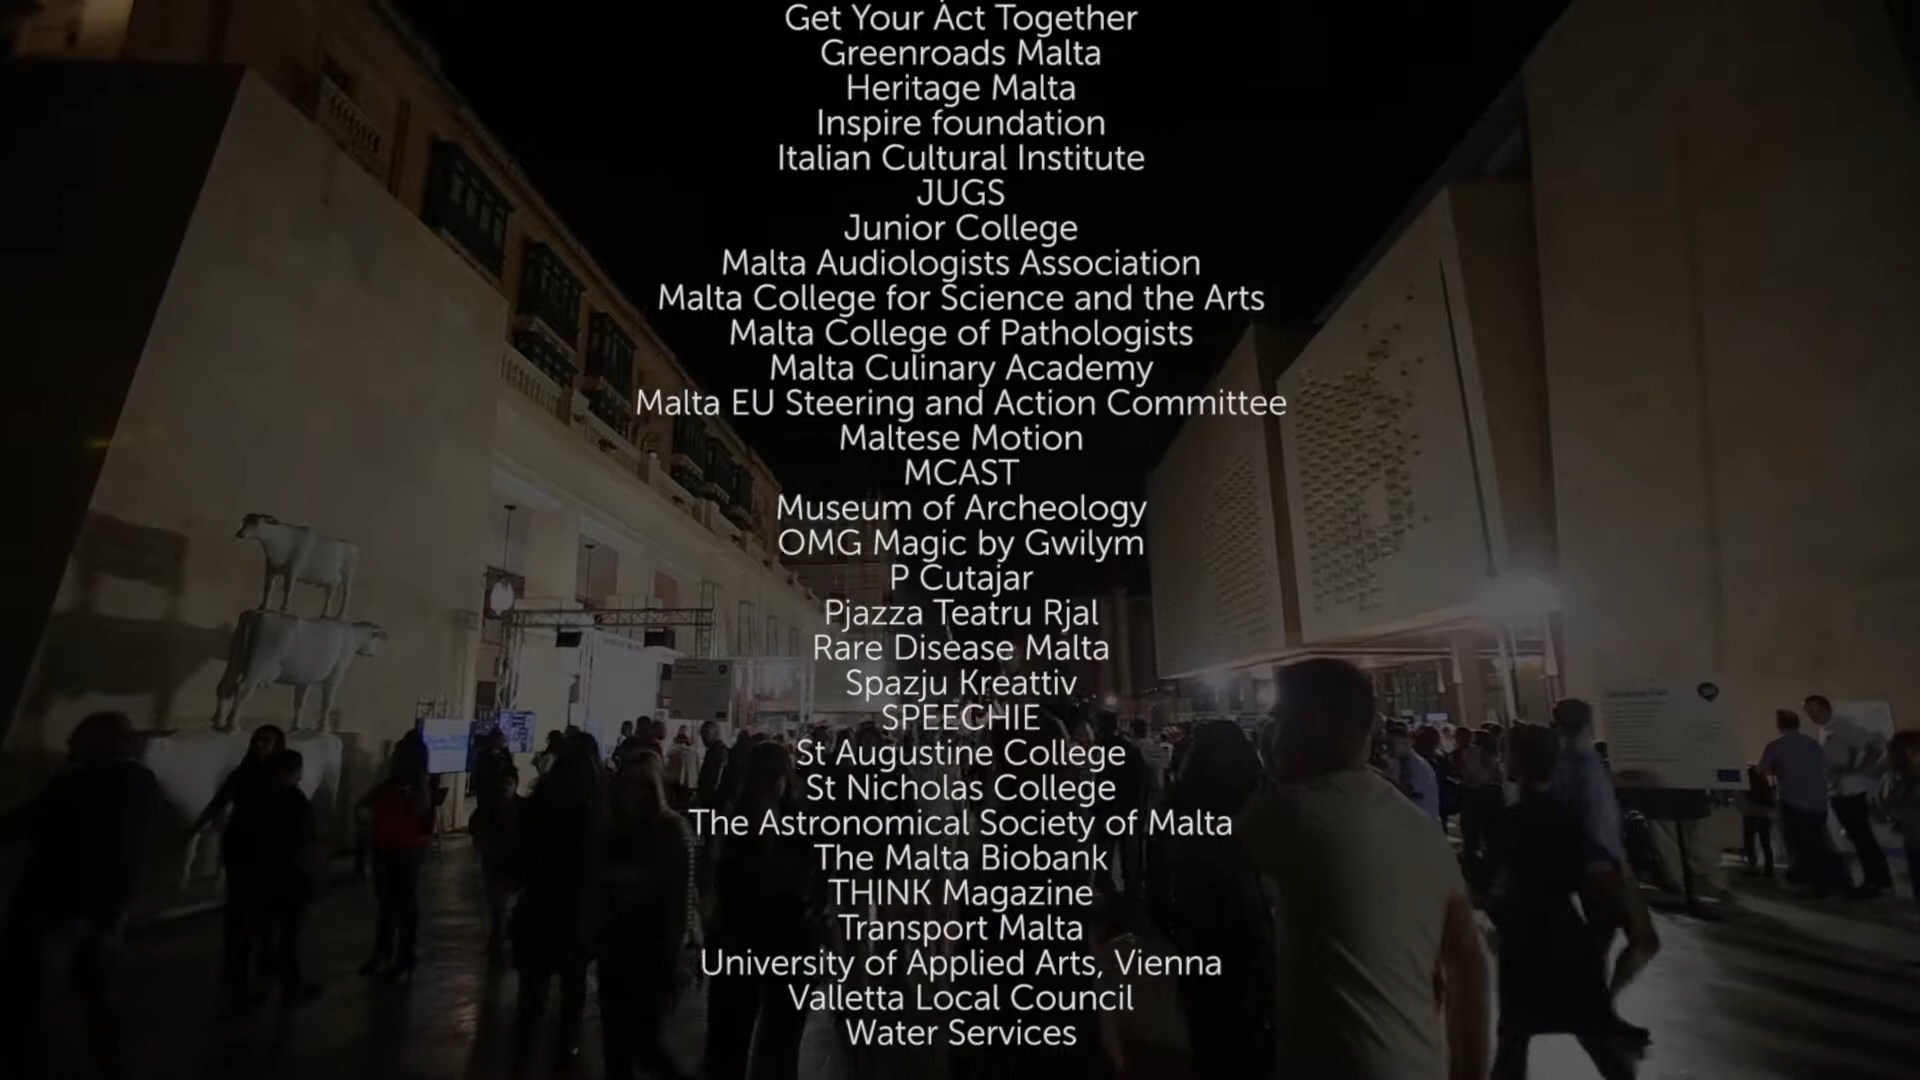 Get Your Act Together
Greenroads Malta
Heritage Malta
Inspire foundation
Italian Cultural Institute
JUGS
Junior College
Malta Audiologists Association
Malta College for Science and the Arts
Malta College of Pathologists
Malta Culinary Academy
Malta EU Steering and Action Committee
Maltese Motion
MCAST
Museum of Archeology
OMG Magic by Gwilym
P Cutajar
Pjazza Teatru Rjal
Rare Disease Malta
Spazju Kreattiv
SPEECHIE
St Augustine College
St Nicholas College
The Astronomical Society of Malta
The Malta Biobank
THINK Magazine
Transport Malta
University of Applied Arts, Vienna
Valletta Local Council
Water Services